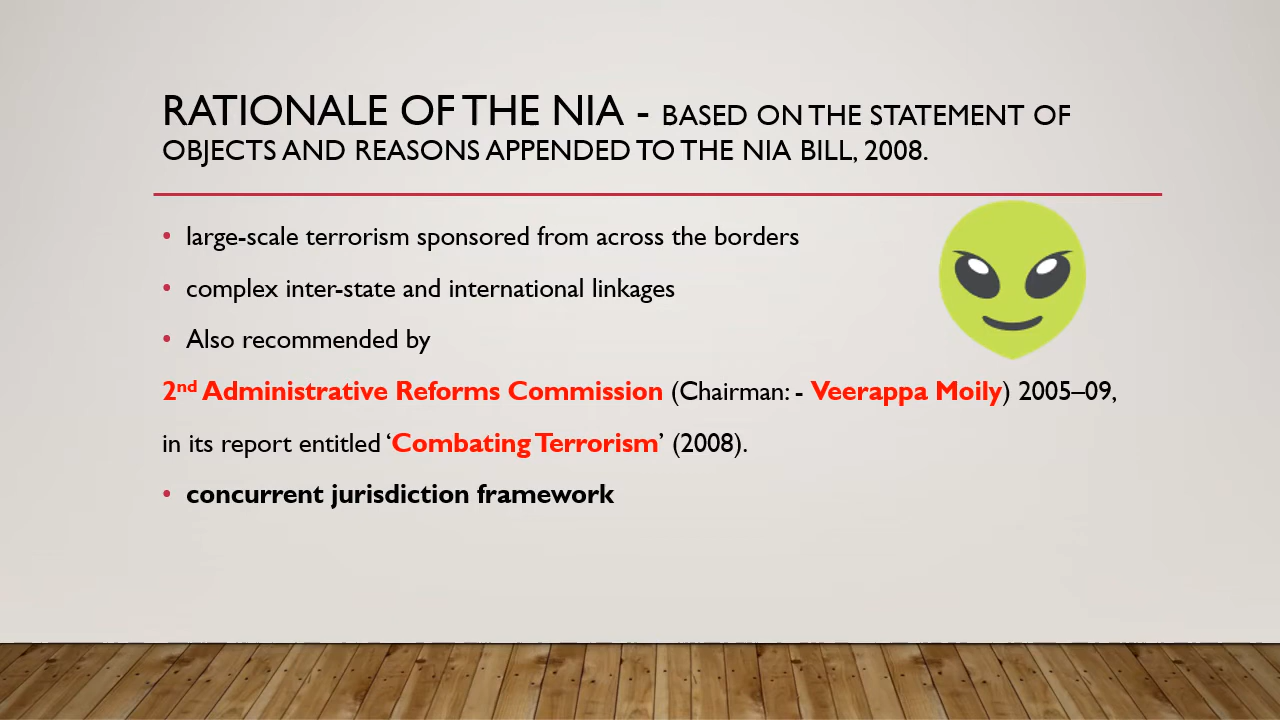 RATIONALE OF THE NIA - BASED ON THE STATEMENT OF
OBJECTS AND REASONS APPENDED TO THE NIA BILL, 2008.
• large-scale terrorism sponsored from across the borders
• complex inter-state and international linkages
• Also recommended by
2nd Administrative Reforms Commission (Chairman: - Veerappa Moily) 2005–09,
in its report entitled ‘Combating Terrorism’ (2008).
• concurrent jurisdiction framework